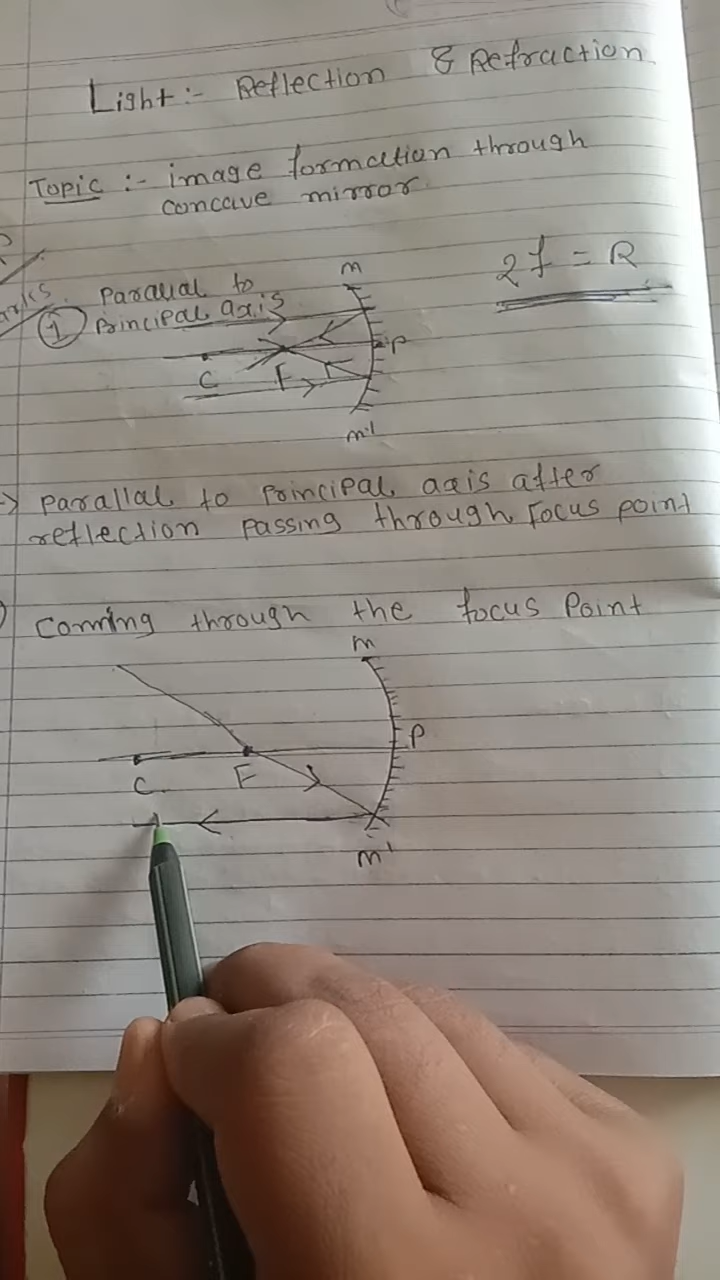 Light :- Reflection & Refraction
Topic :- image formation through
concave mirror
2f = R
① Parallal to
Principal axis
M
P
C
F
M'
-> Parallal to Principal axis after
reflection passing through Focus point
Coming through the focus Point
M
P
C
F
M'